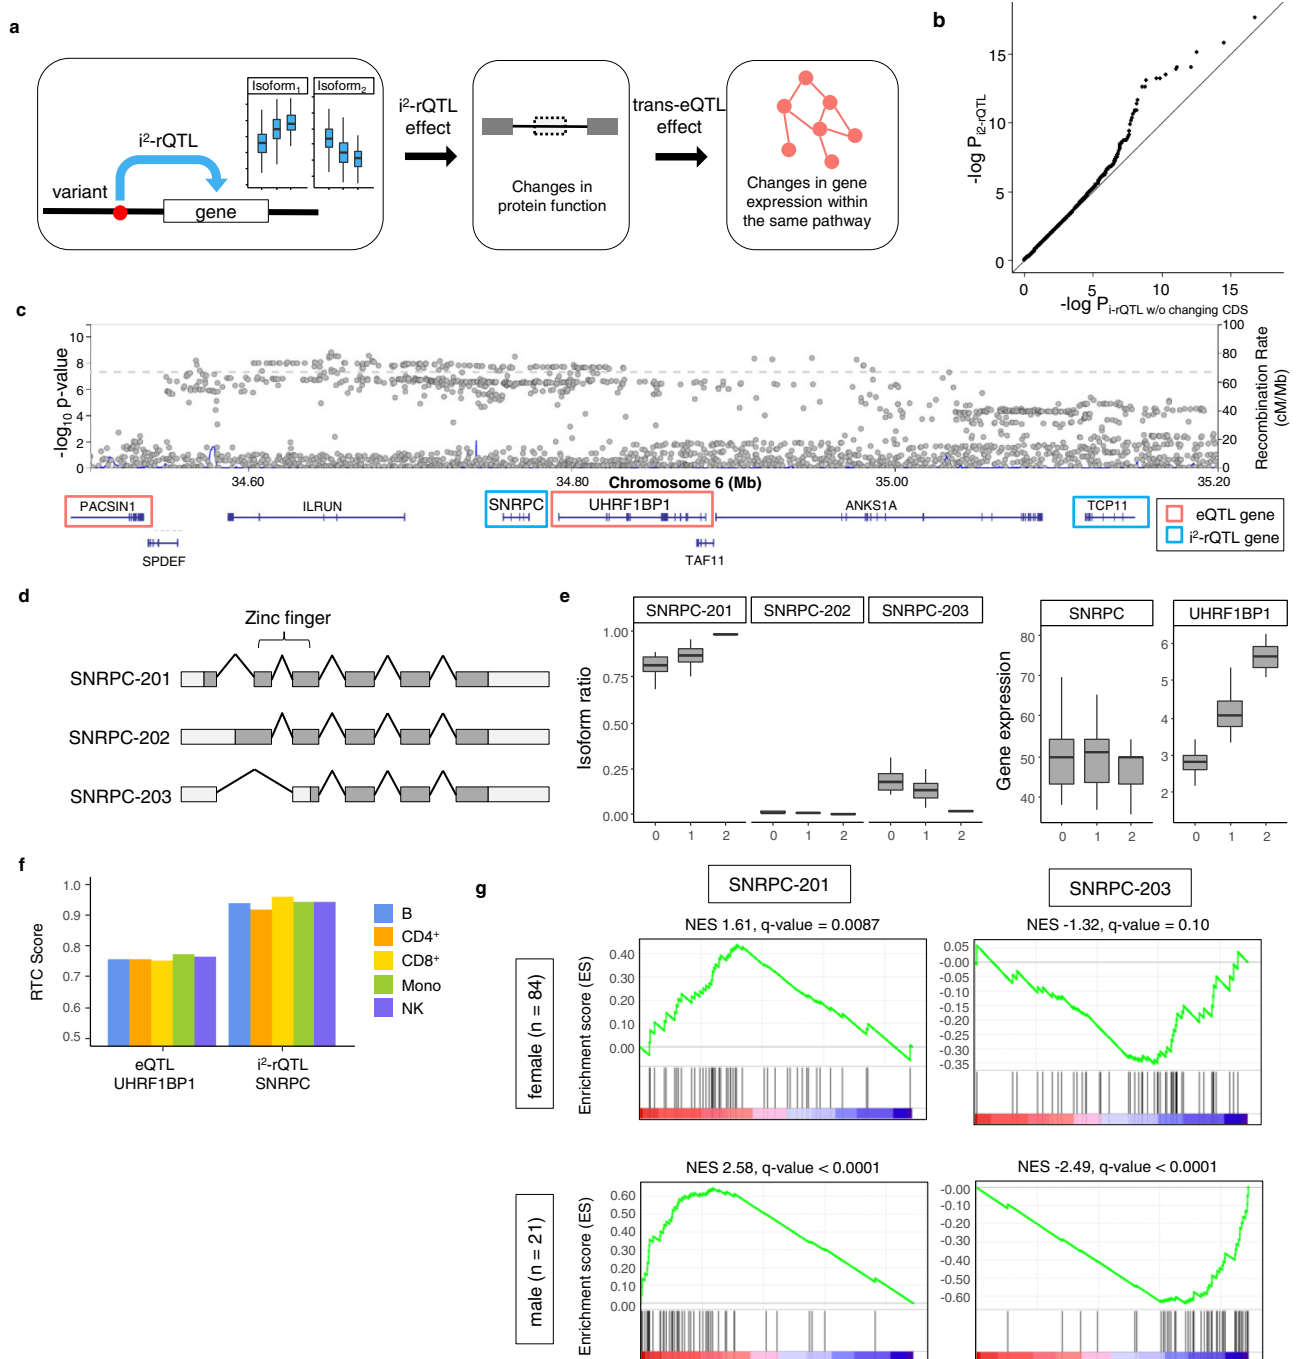 a
Isoform1
Isoform2
i²-rQTL
variant
gene
i²-rQTL
effect
Changes in
protein function
trans-eQTL
effect
Changes in gene
expression within
the same pathway
b
-log P i2-rQTL
15
10
5
0
0 5 10 15
-log P i-rQTL w/o changing CDS
c
-log10 p-value
10
8
6
4
2
0
100
80
60
40
20
0
Recombination Rate
(cM/Mb)
34.60 34.80 35.00 35.20
Chromosome 6 (Mb)
PACSIN1
ILRUN
SNRPC
UHRF1BP1
ANKS1A
TCP11
SPDEF
TAF11
eQTL gene
i²-rQTL gene
d
Zinc finger
SNRPC-201
SNRPC-202
SNRPC-203
e
SNRPC-201
SNRPC-202
SNRPC-203
Isoform ratio
1.00
0.75
0.50
0.25
0.00
0 1 2
0 1 2
0 1 2
SNRPC
UHRF1BP1
Gene expression
80
70
60
50
40
6
5
4
3
2
0 1 2
0 1 2
f
RTC Score
1.0
0.9
0.8
0.7
0.6
0.5
eQTL
UHRF1BP1
i²-rQTL
SNRPC
B
CD4+
CD8+
Mono
NK
g
SNRPC-201
SNRPC-203
female (n = 84)
NES 1.61, q-value = 0.0087
Enrichment score (ES)
0.40
0.30
0.20
0.10
0.00
NES -1.32, q-value = 0.10
0.05
-0.00
-0.05
-0.10
-0.15
-0.20
-0.25
-0.30
-0.35
male (n = 21)
NES 2.58, q-value < 0.0001
Enrichment score (ES)
0.60
0.50
0.40
0.30
0.20
0.10
0.00
NES -2.49, q-value < 0.0001
-0.00
-0.10
-0.20
-0.30
-0.40
-0.50
-0.60